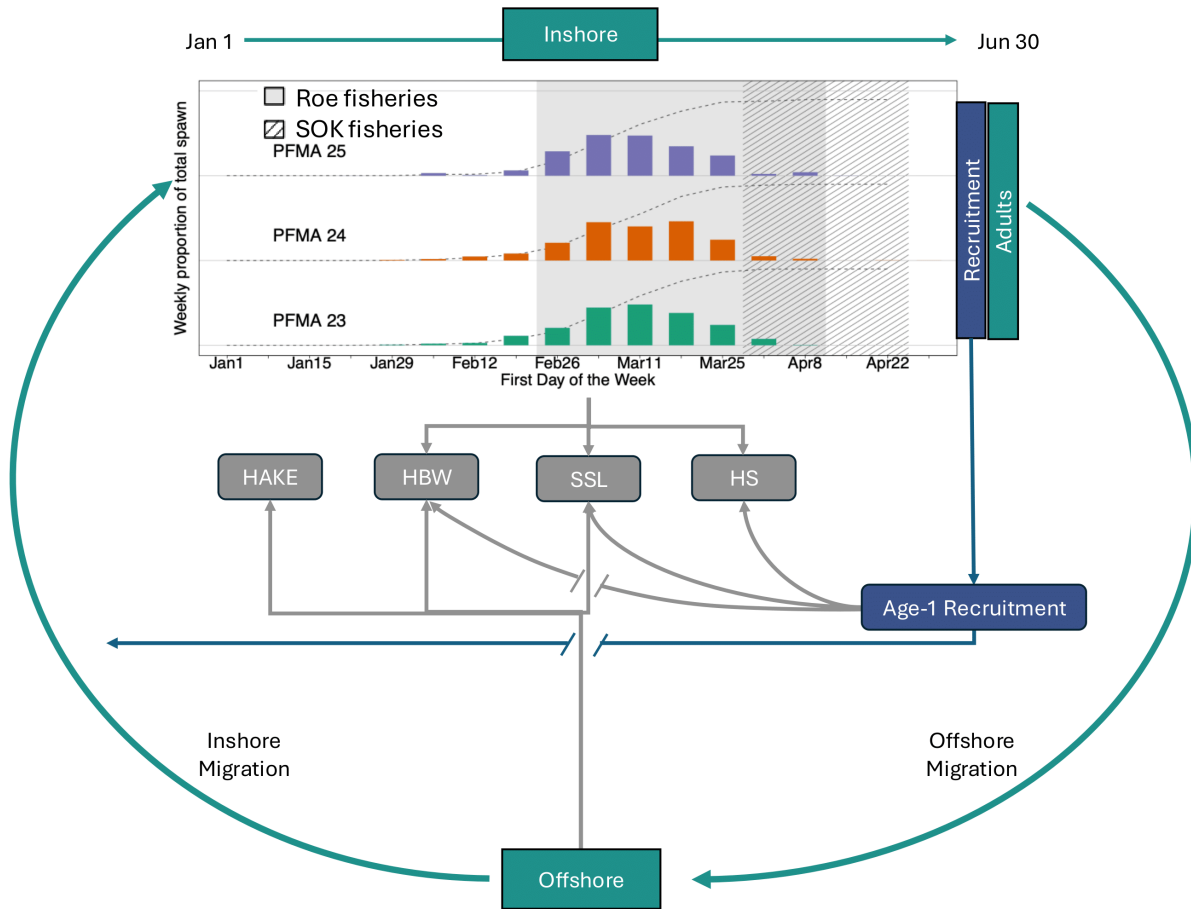 Inshore
Jan 1
Jun 30
Roe fisheries
SOK fisheries
Weekly proportion of total spawn
PFMA 25
PFMA 24
PFMA 23
Jan1 Jan15 Jan29 Feb12 Feb26 Mar11 Mar25 Apr8 Apr22
First Day of the Week
Recruitment
Adults
HAKE
HBW
SSL
HS
Age-1 Recruitment
Inshore
Migration
Offshore
Migration
Offshore